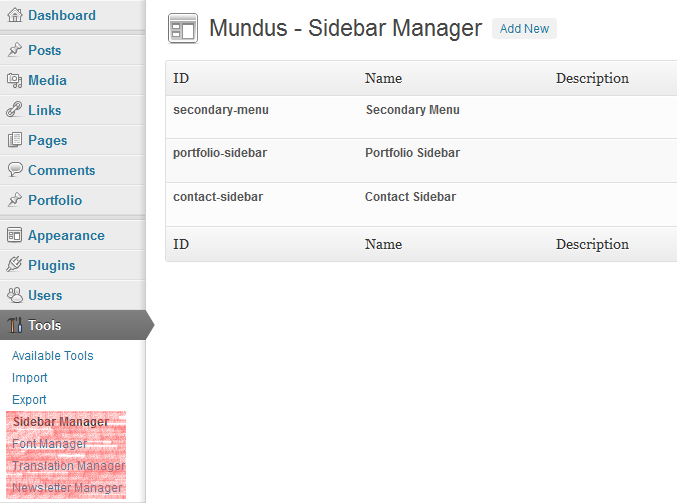 Dashboard
Posts
Media
Links
Pages
Comments
Portfolio
Appearance
Plugins
Users
Tools
Available Tools
Import
Export
Sidebar Manager
Font Manager
Translation Manager
Newsletter Manager
Mundus - Sidebar Manager Add New
ID Name Description
secondary-menu Secondary Menu
portfolio-sidebar Portfolio Sidebar
contact-sidebar Contact Sidebar
ID Name Description